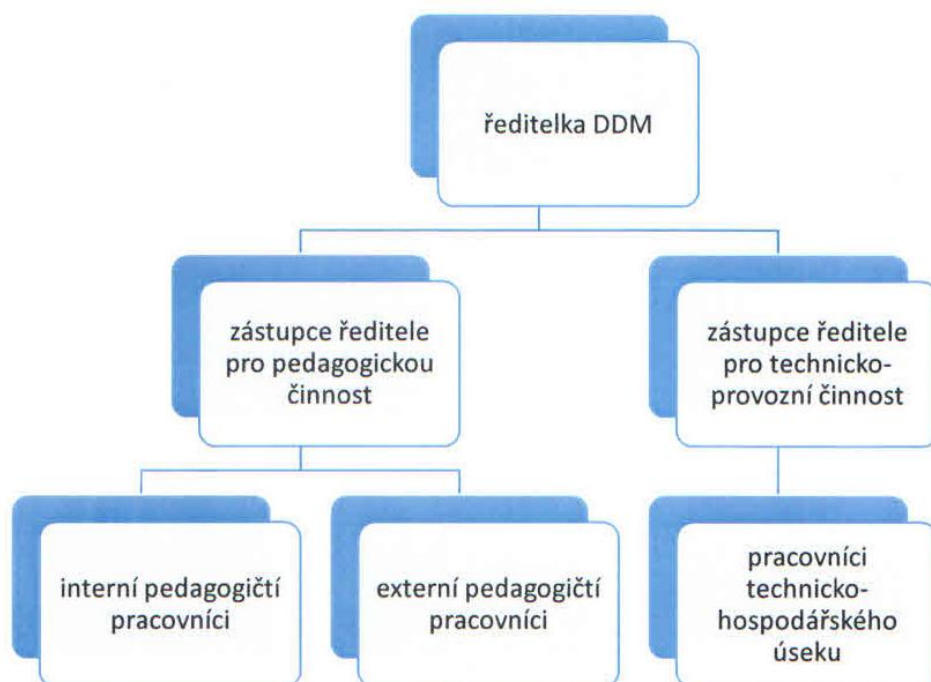 ředitelka DDM
zástupce ředitele
pro pedagogickou
činnost
zástupce ředitele
pro technicko-
provozní činnost
interní pedagogičtí
pracovníci
externí pedagogičtí
pracovníci
pracovníci
technicko-
hospodářského
úseku